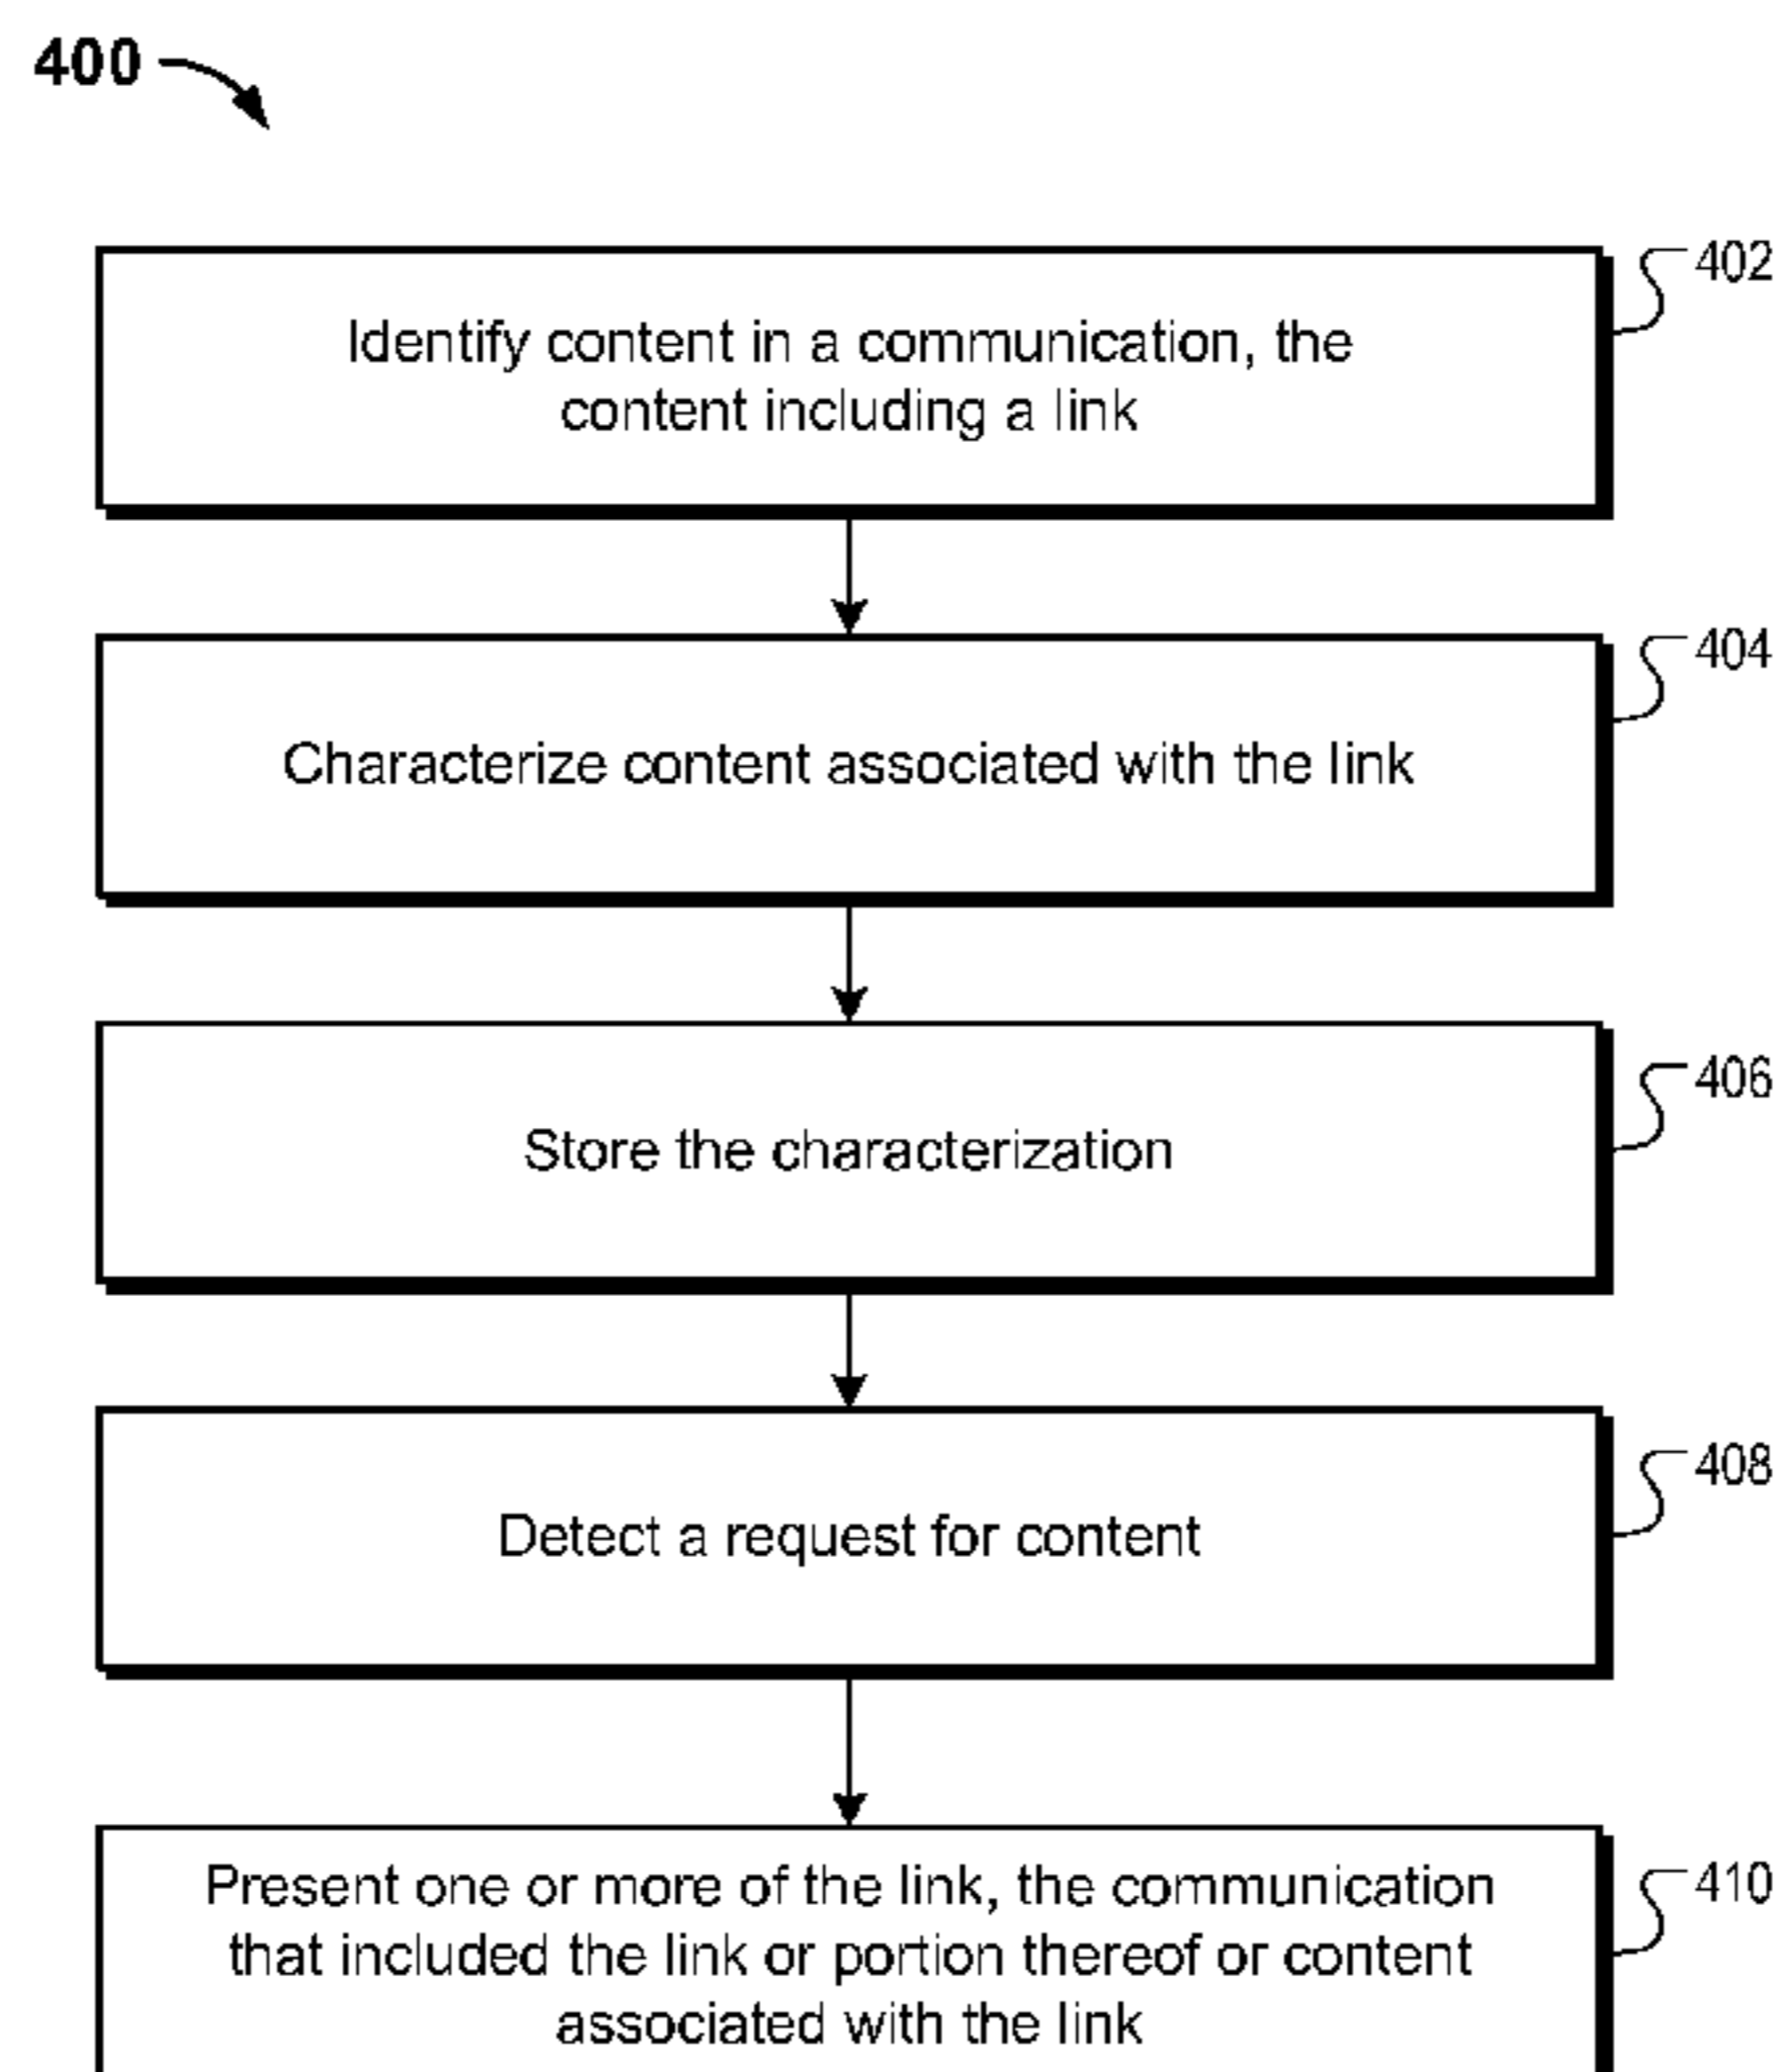 400
402
Identify content in a communication, the
content including a link
404
Characterize content associated with the link
406
Store the characterization
408
Detect a request for content
410
Present one or more of the link, the communication
that included the link or portion thereof or content
associated with the link